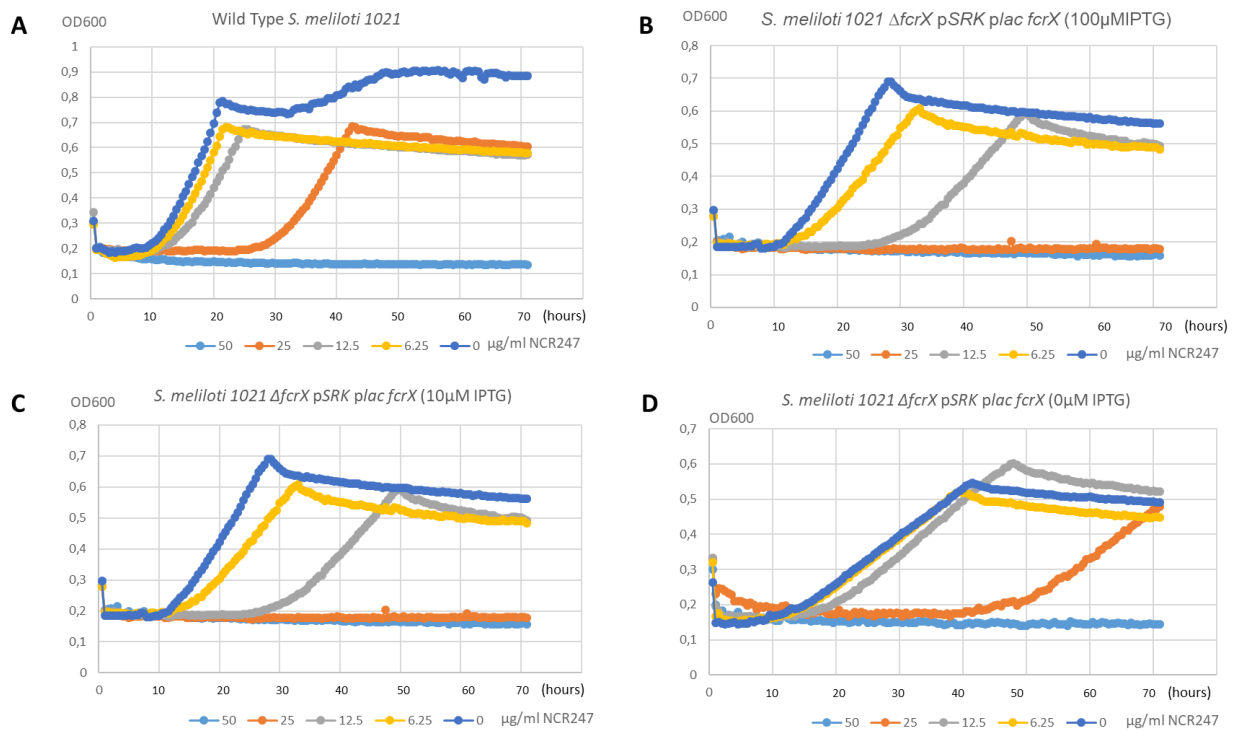 A
OD600
Wild Type S. meliloti 1021
1
0,9
0,8
0,7
0,6
0,5
0,4
0,3
0,2
0,1
0
0 10 20 30 40 50 60 70 (hours)
50 25 12.5 6.25 0 µg/ml NCR247
B
OD600
S. meliloti 1021 ΔfcrX pSRK plac fcrX (100µMIPTG)
0,8
0,7
0,6
0,5
0,4
0,3
0,2
0,1
0
0 10 20 30 40 50 60 70 (hours)
50 25 12.5 6.25 0 µg/ml NCR247
C
OD600
S. meliloti 1021 ΔfcrX pSRK plac fcrX (10µM IPTG)
0,8
0,7
0,6
0,5
0,4
0,3
0,2
0,1
0
0 10 20 30 40 50 60 70 (hours)
50 25 12.5 6.25 0 µg/ml NCR247
D
S. meliloti 1021 ΔfcrX pSRK plac fcrX (0µM IPTG)
OD600
0,7
0,6
0,5
0,4
0,3
0,2
0,1
0
0 10 20 30 40 50 60 70 (hours)
50 25 12.5 6.25 0 µg/ml NCR247